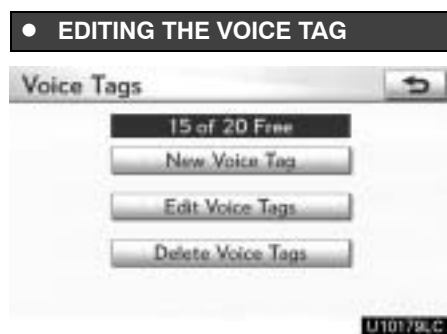 ● EDITING THE VOICE TAG
Voice Tags
15 of 20 Free
New Voice Tag
Edit Voice Tags
Delete Voice Tags
U10179LC